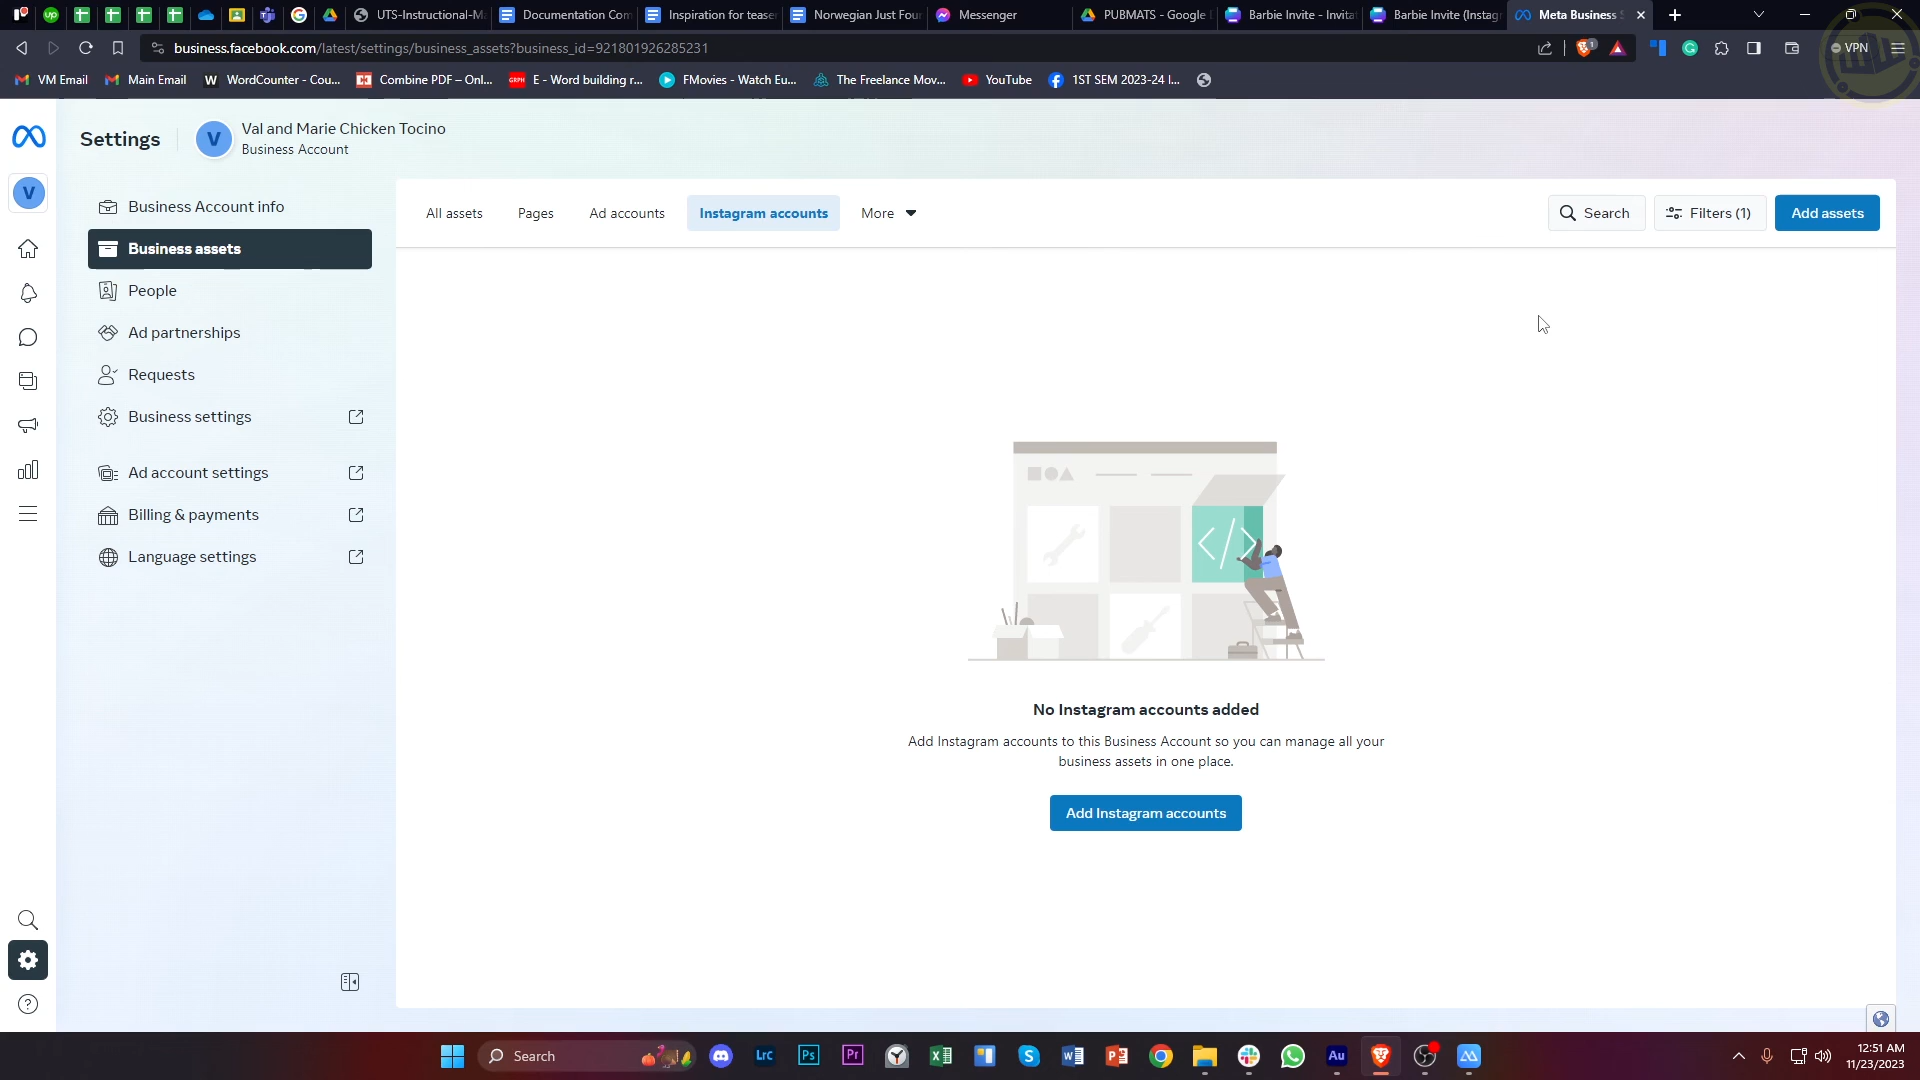 UTS-Instructional-Ma
Documentation Com
Inspiration for tease
Norwegian Just Fou
Messenger
PUBMATS - Google
Barbie Invite - Invita
Barbie Invite (Instag
Meta Business S
business.facebook.com/latest/settings/business_assets?business_id=921801926285231
VPN
VM Email
Main Email
WordCounter - Cou...
Combine PDF – Onl...
E - Word building r...
FMovies - Watch Eu...
The Freelance Mov...
YouTube
1ST SEM 2023-24 I...
Settings
V
Val and Marie Chicken Tocino
Business Account
V
Business Account info
Business assets
People
Ad partnerships
Requests
Business settings
Ad account settings
Billing & payments
Language settings
All assets
Pages
Ad accounts
Instagram accounts
More
Search
Filters (1)
Add assets
No Instagram accounts added
Add Instagram accounts to this Business Account so you can manage all your
business assets in one place.
Add Instagram accounts
Search
Lrc
Ps
Pr
Au
12:51 AM
11/23/2023